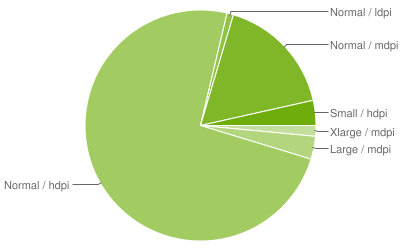 Normal / ldpi
Normal / mdpi
Small / hdpi
Xlarge / mdpi
Large / mdpi
Normal / hdpi